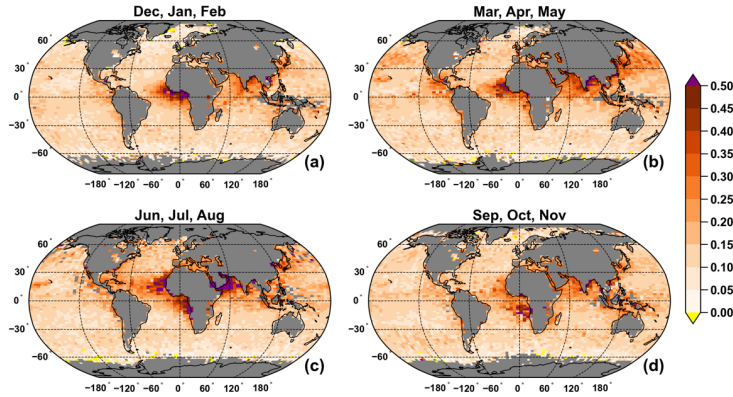 Dec, Jan, Feb
Mar, Apr, May
60° 60°
30° 30°
0° 0°
−30° −30°
−60° −60°
(a) (b)
−180° −120° −60° 0° 60° 120° 180°
−180° −120° −60° 0° 60° 120° 180°
Jun, Jul, Aug
Sep, Oct, Nov
60° 60°
30° 30°
0° 0°
−30° −30°
−60° −60°
(c) (d)
−180° −120° −60° 0° 60° 120° 180°
−180° −120° −60° 0° 60° 120° 180°
0.50
0.45
0.40
0.35
0.30
0.25
0.20
0.15
0.10
0.05
0.00